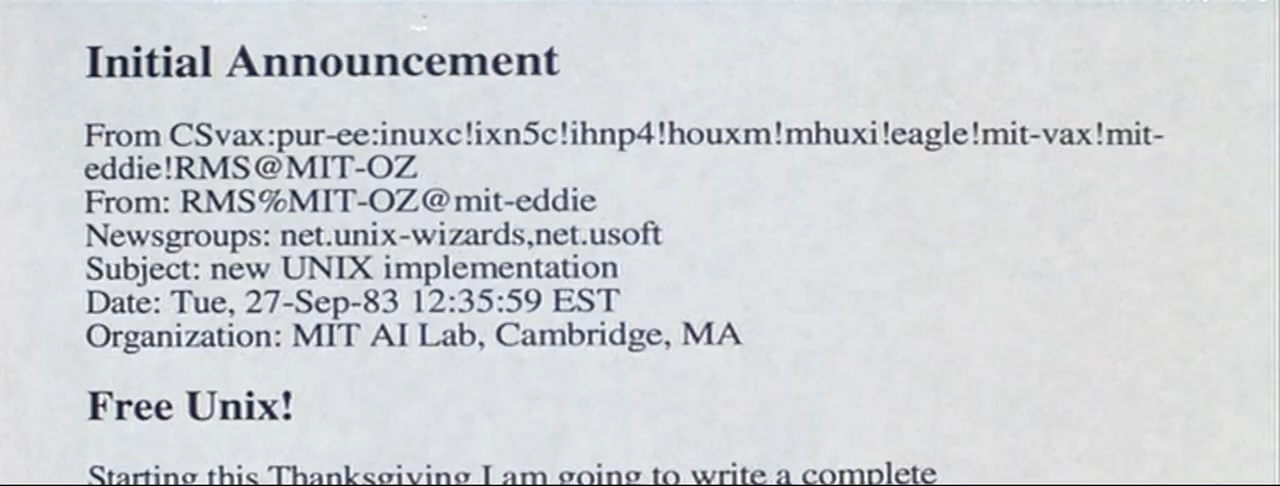 Initial Announcement
From CSvax:pur-ee:inuxc!ixn5c!ihnp4!houxm!mhuxi!eagle!mit-vax!mit-
eddie!RMS@MIT-OZ
From: RMS%MIT-OZ@mit-eddie
Newsgroups: net.unix-wizards,net.usoft
Subject: new UNIX implementation
Date: Tue, 27-Sep-83 12:35:59 EST
Organization: MIT AI Lab, Cambridge, MA
Free Unix!
Starting this Thanksgiving I am going to write a complete